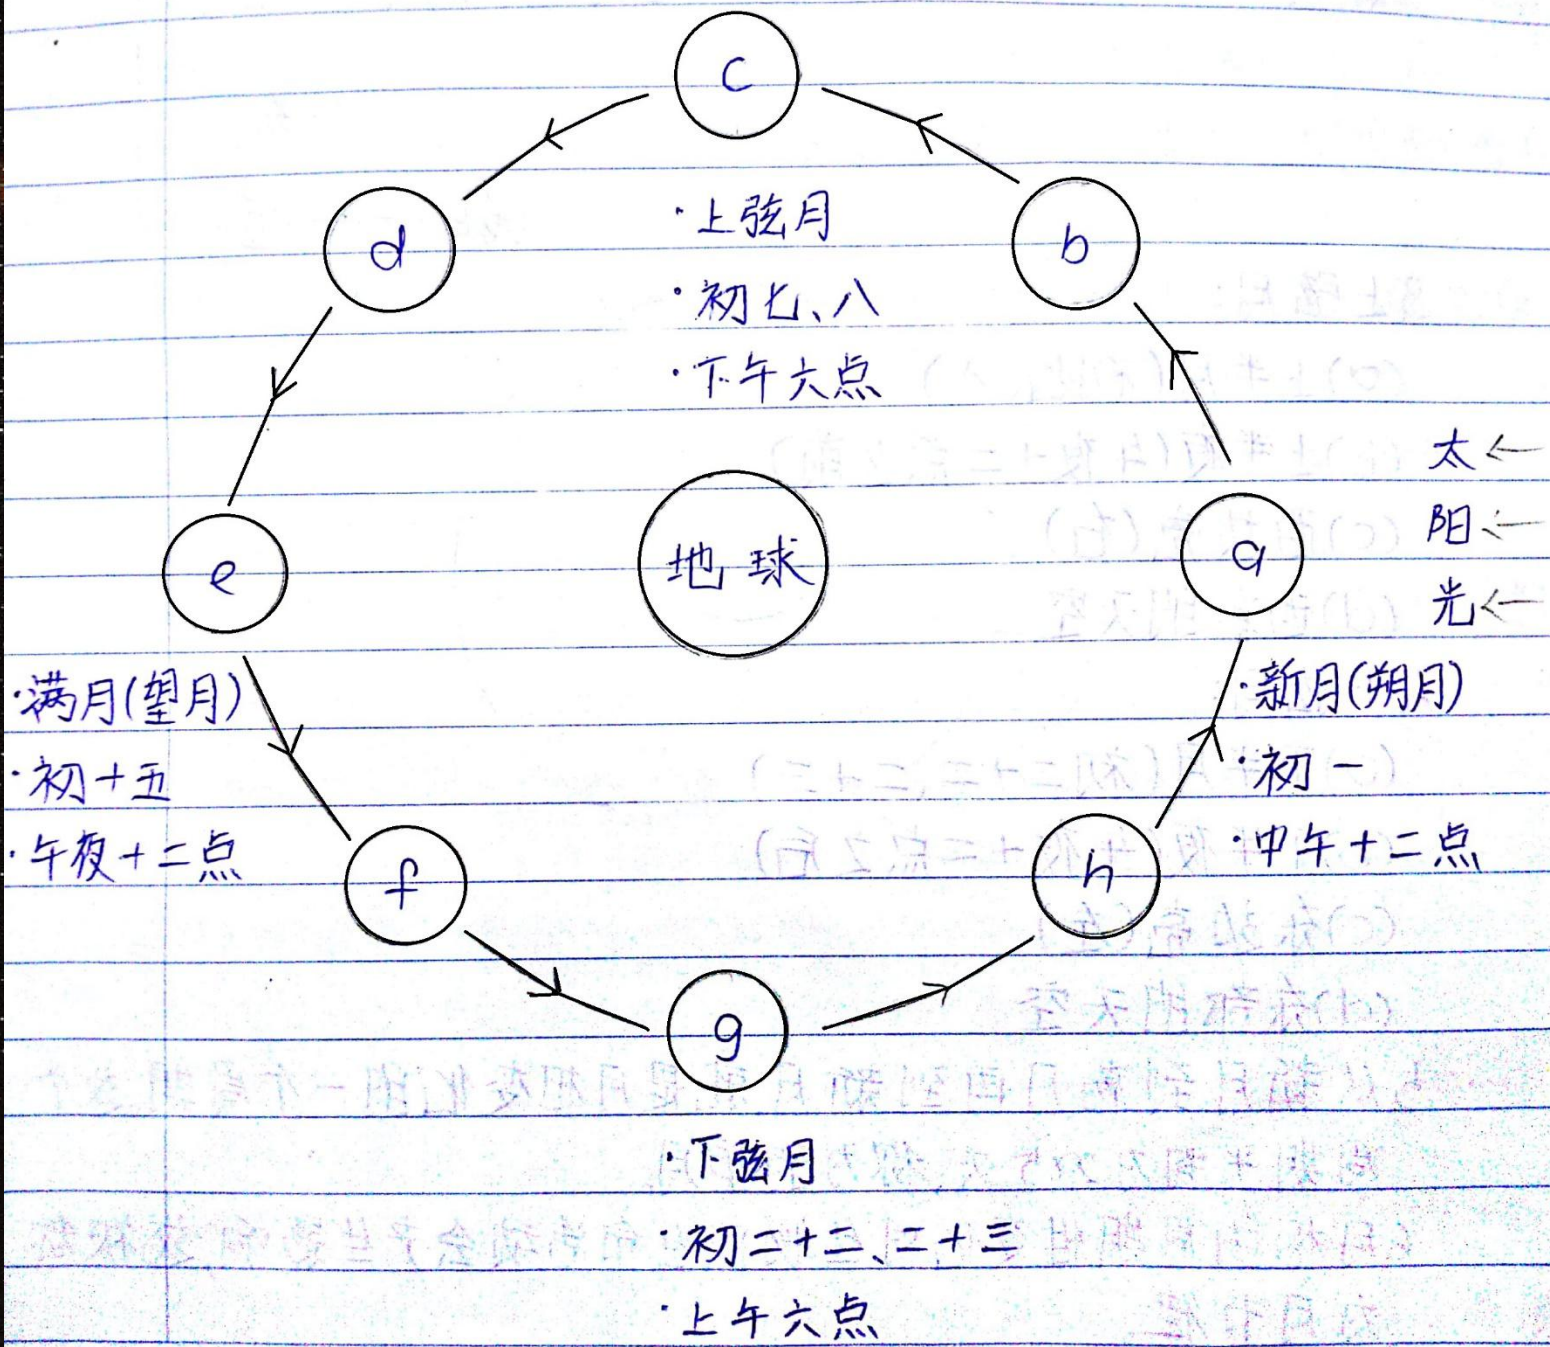 c
d
b
·上弦月
·初七、八
·下午六点
太←
阳←
光←
e
地球
a
·满月(望月)
·初十五
·午夜十二点
·新月(朔月)
·初一
·中午十二点
f
h
g
·下弦月
·初二十二、二十三
·上午六点